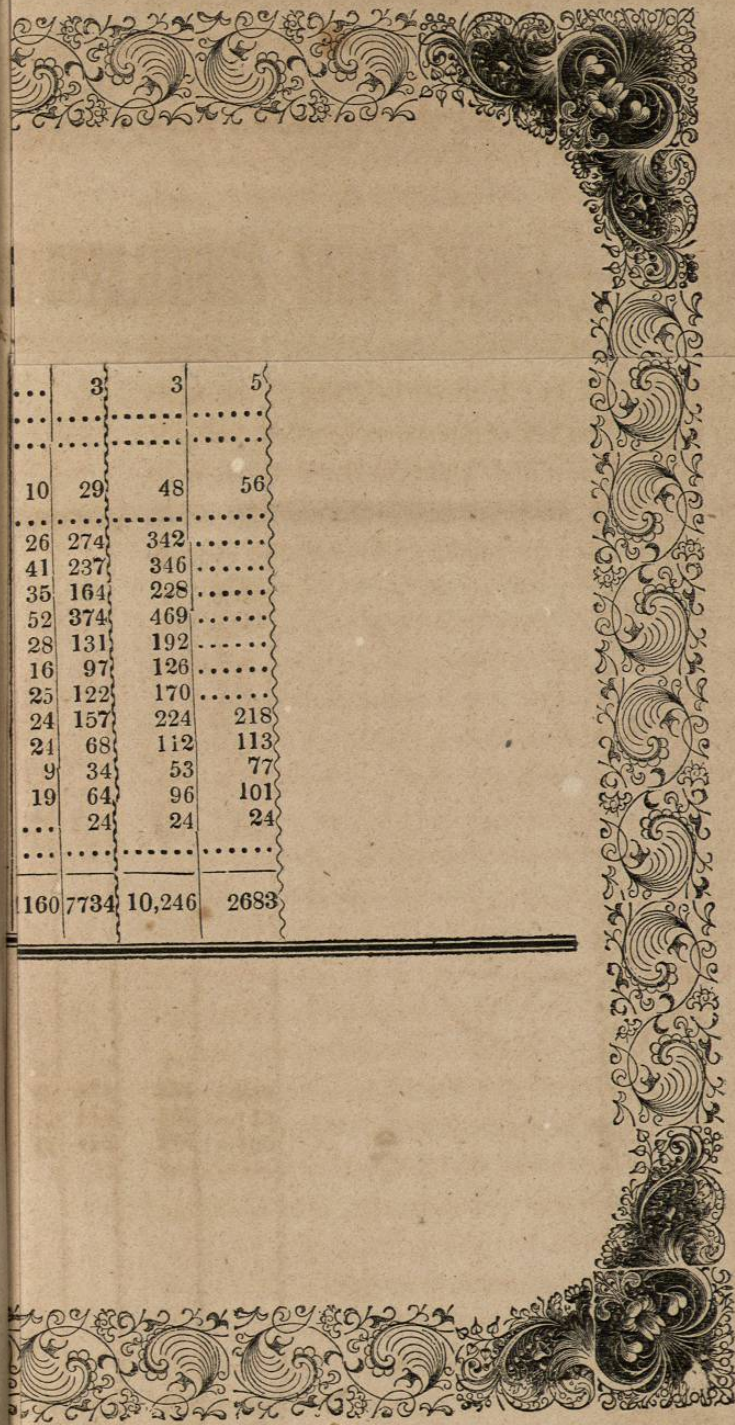 ... 3 3 5
... .... ...... ......
... .... ...... ......
10 29 48 56
... .... ...... ......
26 274 342 ......
41 237 346 ......
35 164 228 ......
52 374 469 ......
28 131 192 ......
16 97 126 ......
25 122 170 ......
24 157 224 218
21 68 112 113
9 34 53 77
19 64 96 101
... 24 24 24
... .... ...... ......
1160 7734 10,246 2683